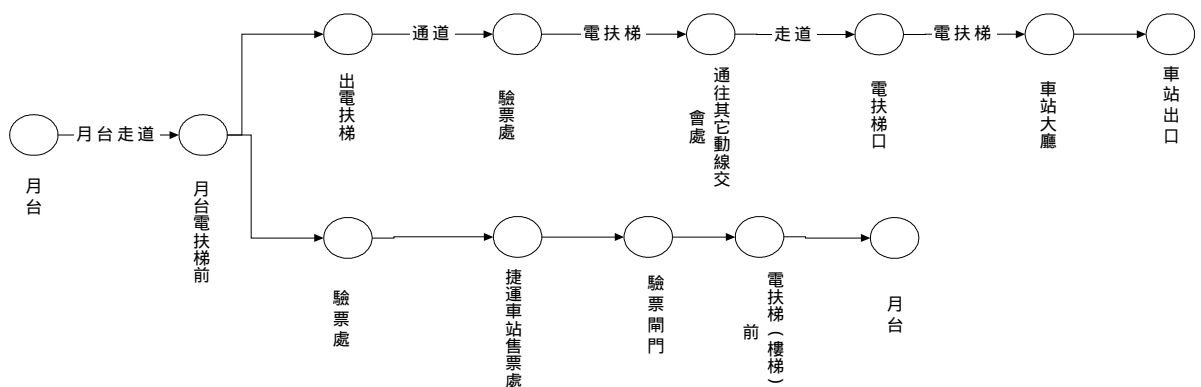 通道
電扶梯
走道
電扶梯
出電扶梯
驗票處
通往其它動線交
會處
電扶梯口
車站大廳
車站出口
月台走道
月台
月台電扶梯前
驗票處
捷運車站售票處
驗票閘門
電扶梯(樓梯)
前
月台